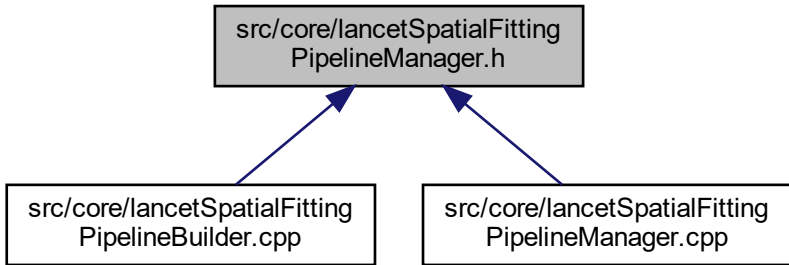 src/core/lancetSpatialFitting
PipelineManager.h
src/core/lancetSpatialFitting
PipelineBuilder.cpp
src/core/lancetSpatialFitting
PipelineManager.cpp